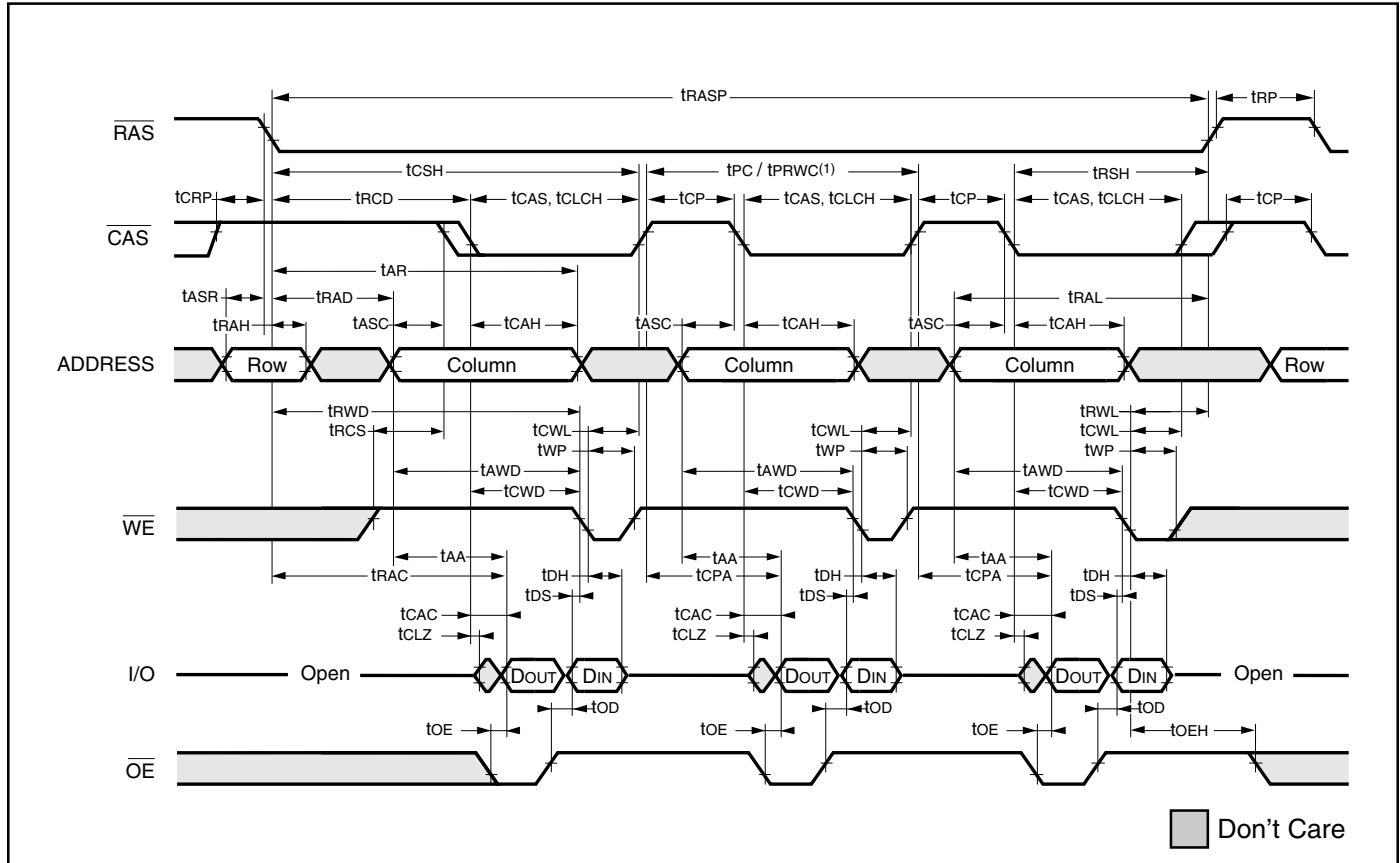 tRASP tRP
RAS
tCSH tPC / tPRWC(1) tRSH
tCRP tRCD tCAS, tCLCH tCP tCAS, tCLCH tCP tCAS, tCLCH tCP
CAS
tAR
tASR tRAD tRAL
tRAH tASC tCAH tASC tCAH tASC tCAH
ADDRESS Row Column Column Column Row
tRWD tRWL
tRCS tCWL tCWL tCWL
tWP tWP tWP
tAWD tAWD tAWD
tCWD tCWD tCWD
WE
tAA tAA tAA
tRAC tDH tCPA tDH tCPA tDH
tDS tDS tDS
tCAC tCAC tCAC
tCLZ tCLZ tCLZ
I/O Open DOUT DIN DOUT DIN DOUT DIN Open
tOD tOD tOD
tOE tOE tOE tOEH
OE
Don't Care